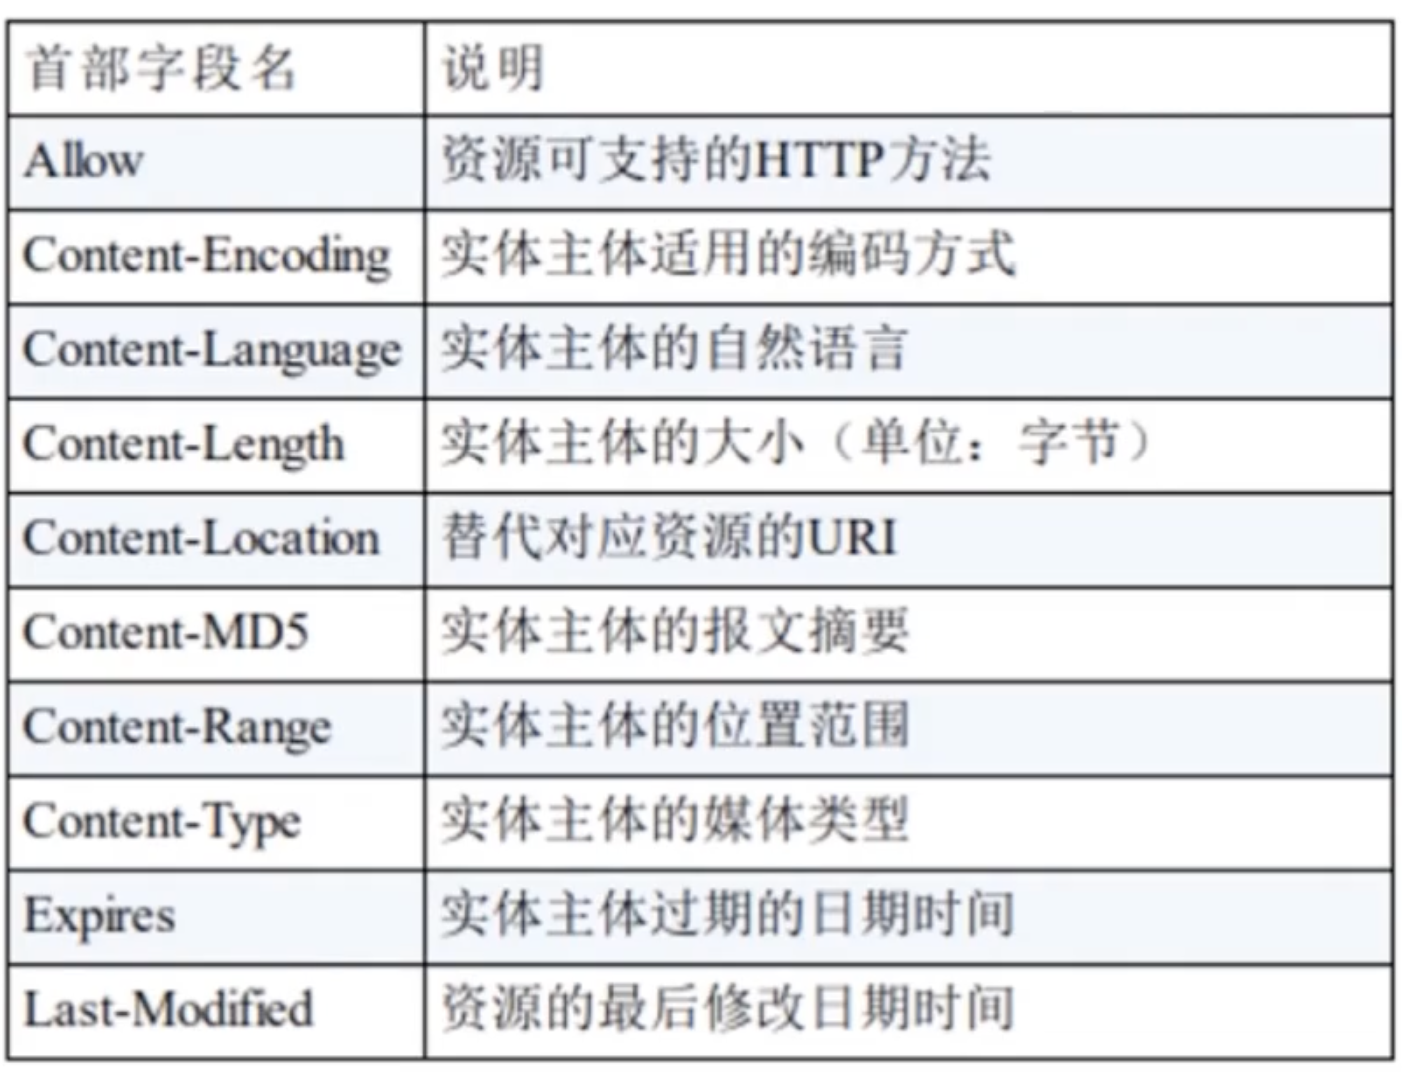 首部字段名 说明
Allow 资源可支持的HTTP方法
Content-Encoding 实体主体适用的编码方式
Content-Language 实体主体的自然语言
Content-Length 实体主体的大小（单位：字节）
Content-Location 替代对应资源的URI
Content-MD5 实体主体的报文摘要
Content-Range 实体主体的位置范围
Content-Type 实体主体的媒体类型
Expires 实体主体过期的日期时间
Last-Modified 资源的最后修改日期时间